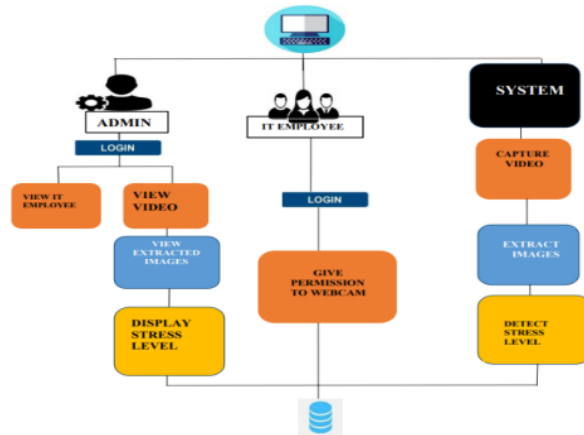 ADMIN
LOGIN
VIEW IT
EMPLOYEE
VIEW
VIDEO
VIEW
EXTRACTED
IMAGES
DISPLAY
STRESS
LEVEL
IT EMPLOYEE
LOGIN
GIVE
PERMISSION
TO WEBCAM
SYSTEM
CAPTURE
VIDEO
EXTRACT
IMAGES
DETECT
STRESS
LEVEL